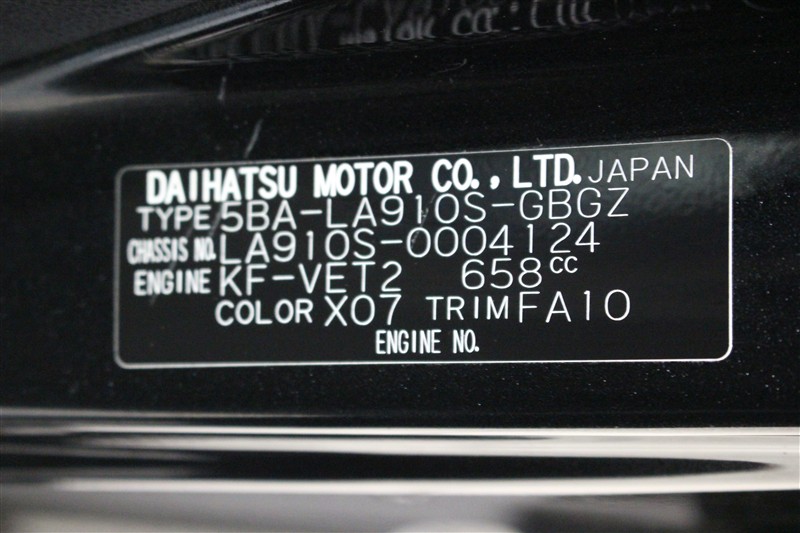 DAIHATSU MOTOR CO., LTD. JAPAN
TYPE 5BA-LA910S-GBGZ
CHASSIS NO. LA910S-0004124
ENGINE KF-VET2 658CC
COLOR X07 TRIM FA10
ENGINE NO.